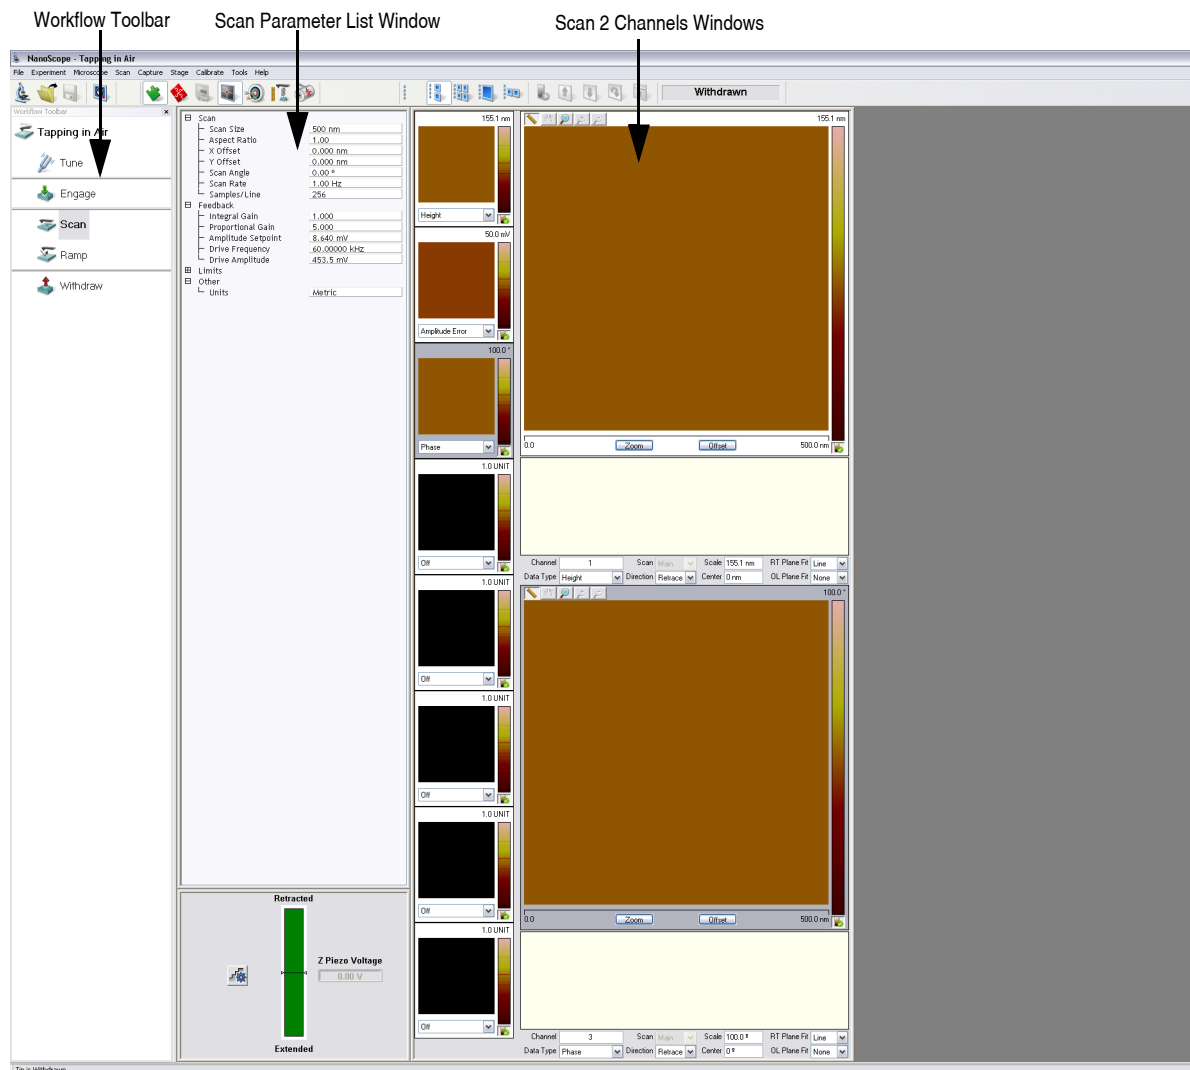 Workflow Toolbar
Scan Parameter List Window
Scan 2 Channels Windows
NanoScope - Tapping in Air
File Experiment Microscope Scan Capture Stage Calibrate Tools Help
Withdrawn
Workflow Toolbar
Tapping in Air
Tune
Engage
Scan
Ramp
Withdraw
Scan
Scan Size 500 nm
Aspect Ratio 1.00
X Offset 0.000 nm
Y Offset 0.000 nm
Scan Angle 0.00 º
Scan Rate 1.00 Hz
Samples/Line 256
Feedback
Integral Gain 1.000
Proportional Gain 5.000
Amplitude Setpoint 8.640 mV
Drive Frequency 60.00000 kHz
Drive Amplitude 453.5 mV
Limits
Other
Units Metric
Retracted
Z Piezo Voltage
0.00 V
Extended
155.1 nm
Height
50.0 mV
Amplitude Error
100.0 °
Phase
1.0 UNIT
Off
1.0 UNIT
Off
1.0 UNIT
Off
1.0 UNIT
Off
1.0 UNIT
Off
155.1 nm
0.0 Zoom Offset 500.0 nm
Channel 1 Scan Main Scale 155.1 nm RT Plane Fit Line
Data Type Height Direction Retrace Center 0 nm OL Plane Fit None
100.0 °
0.0 Zoom Offset 500.0 nm
Channel 3 Scan Main Scale 100.0 º RT Plane Fit Line
Data Type Phase Direction Retrace Center 0 º OL Plane Fit None
Tip is Withdrawn